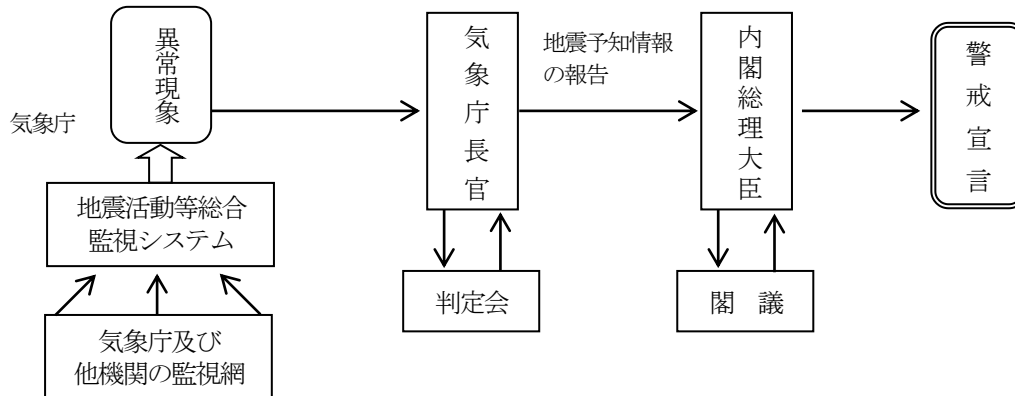 気象庁
異常現象
地震活動等総合
監視システム
気象庁及び
他機関の監視網
気象庁長官
判定会
地震予知情報
の報告
内閣総理大臣
閣　議
警戒宣言